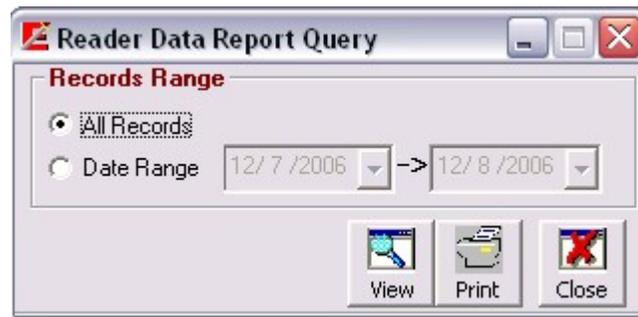 Reader Data Report Query
Records Range
All Records
Date Range 12/ 7 /2006 -> 12/ 8 /2006
View Print Close